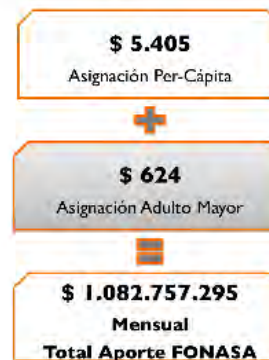 $ 5.405
Asignación Per-Cápita
+
$ 624
Asignación Adulto Mayor
=
$ 1.082.757.295
Mensual
Total Aporte FONASA